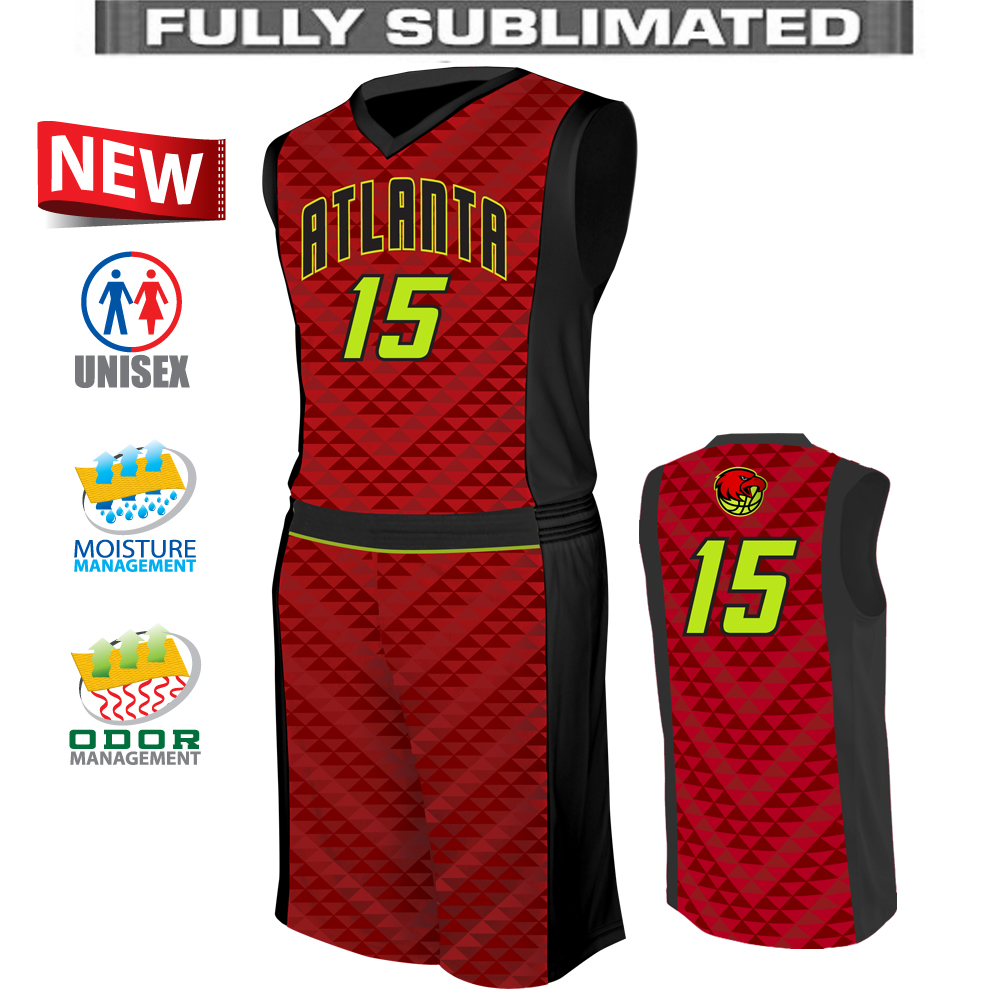 FULLY SUBLIMATED
NEW
UNISEX
MOISTURE
MANAGEMENT
ODOR
MANAGEMENT
ATLANTA
15
15